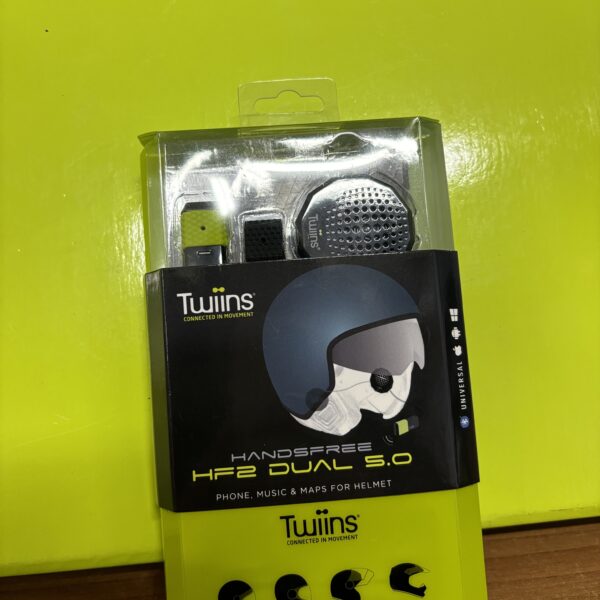 Twiins
Twiins®
CONNECTED IN MOVEMENT
UNIVERSAL
HANDSFREE
HF2 DUAL 5.0
PHONE, MUSIC & MAPS FOR HELMET
Twiins®
CONNECTED IN MOVEMENT